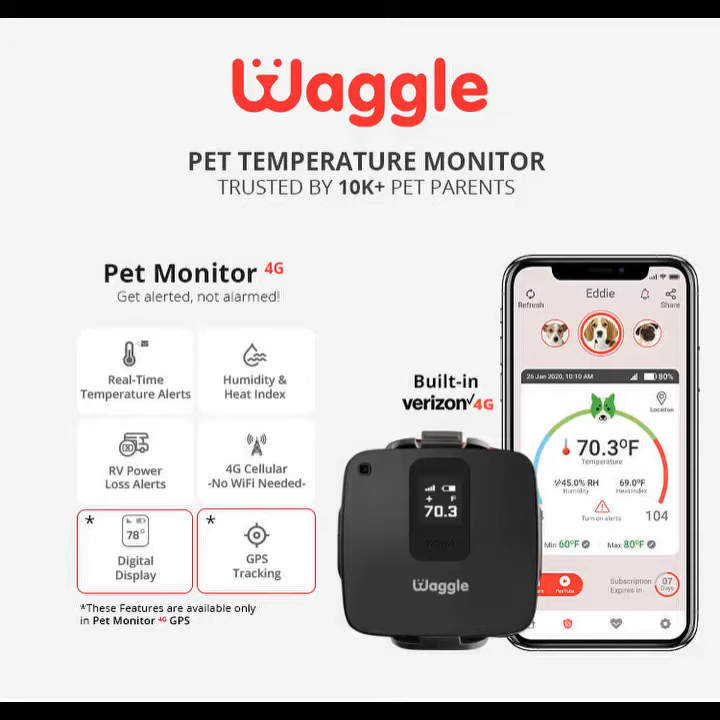 Waggle
PET TEMPERATURE MONITOR
TRUSTED BY 10K+ PET PARENTS
Pet Monitor 4G
Get alerted, not alarmed!
Real-Time
Temperature Alerts
Humidity &
Heat Index
RV Power
Loss Alerts
4G Cellular
-No WiFi Needed-
*
78°
Digital
Display
*
GPS
Tracking
*These Features are available only
in Pet Monitor 4G GPS
Built-in
verizon✓4G
F
70.3
Waggle
Eddie
Refresh
Share
26 Jan 2020, 10:10 AM
80%
Location
70.3°F
Temperature
45.0% RH
Humidity
69.0°F
Heat Index
Turn on alerts
104
Min 60°F
Max 80°F
YouTube
Subscription
Expires in
07
Days